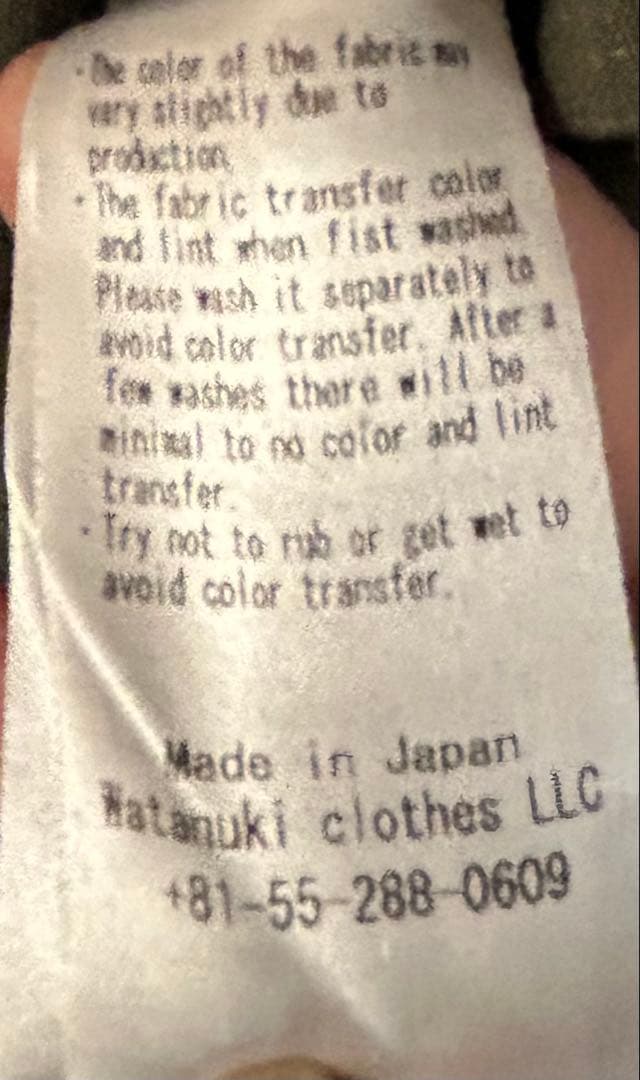 ・The color of the fabric may
vary slightly due to
production.
・The fabric transfer color
and lint when fist washed.
Please wash it separately to
avoid color transfer. After a
few washes there will be
minimal to no color and lint
transfer.
・Try not to rub or get wet to
avoid color transfer.
Made in Japan
Watanuki clothes LLC
+81-55-288-0609